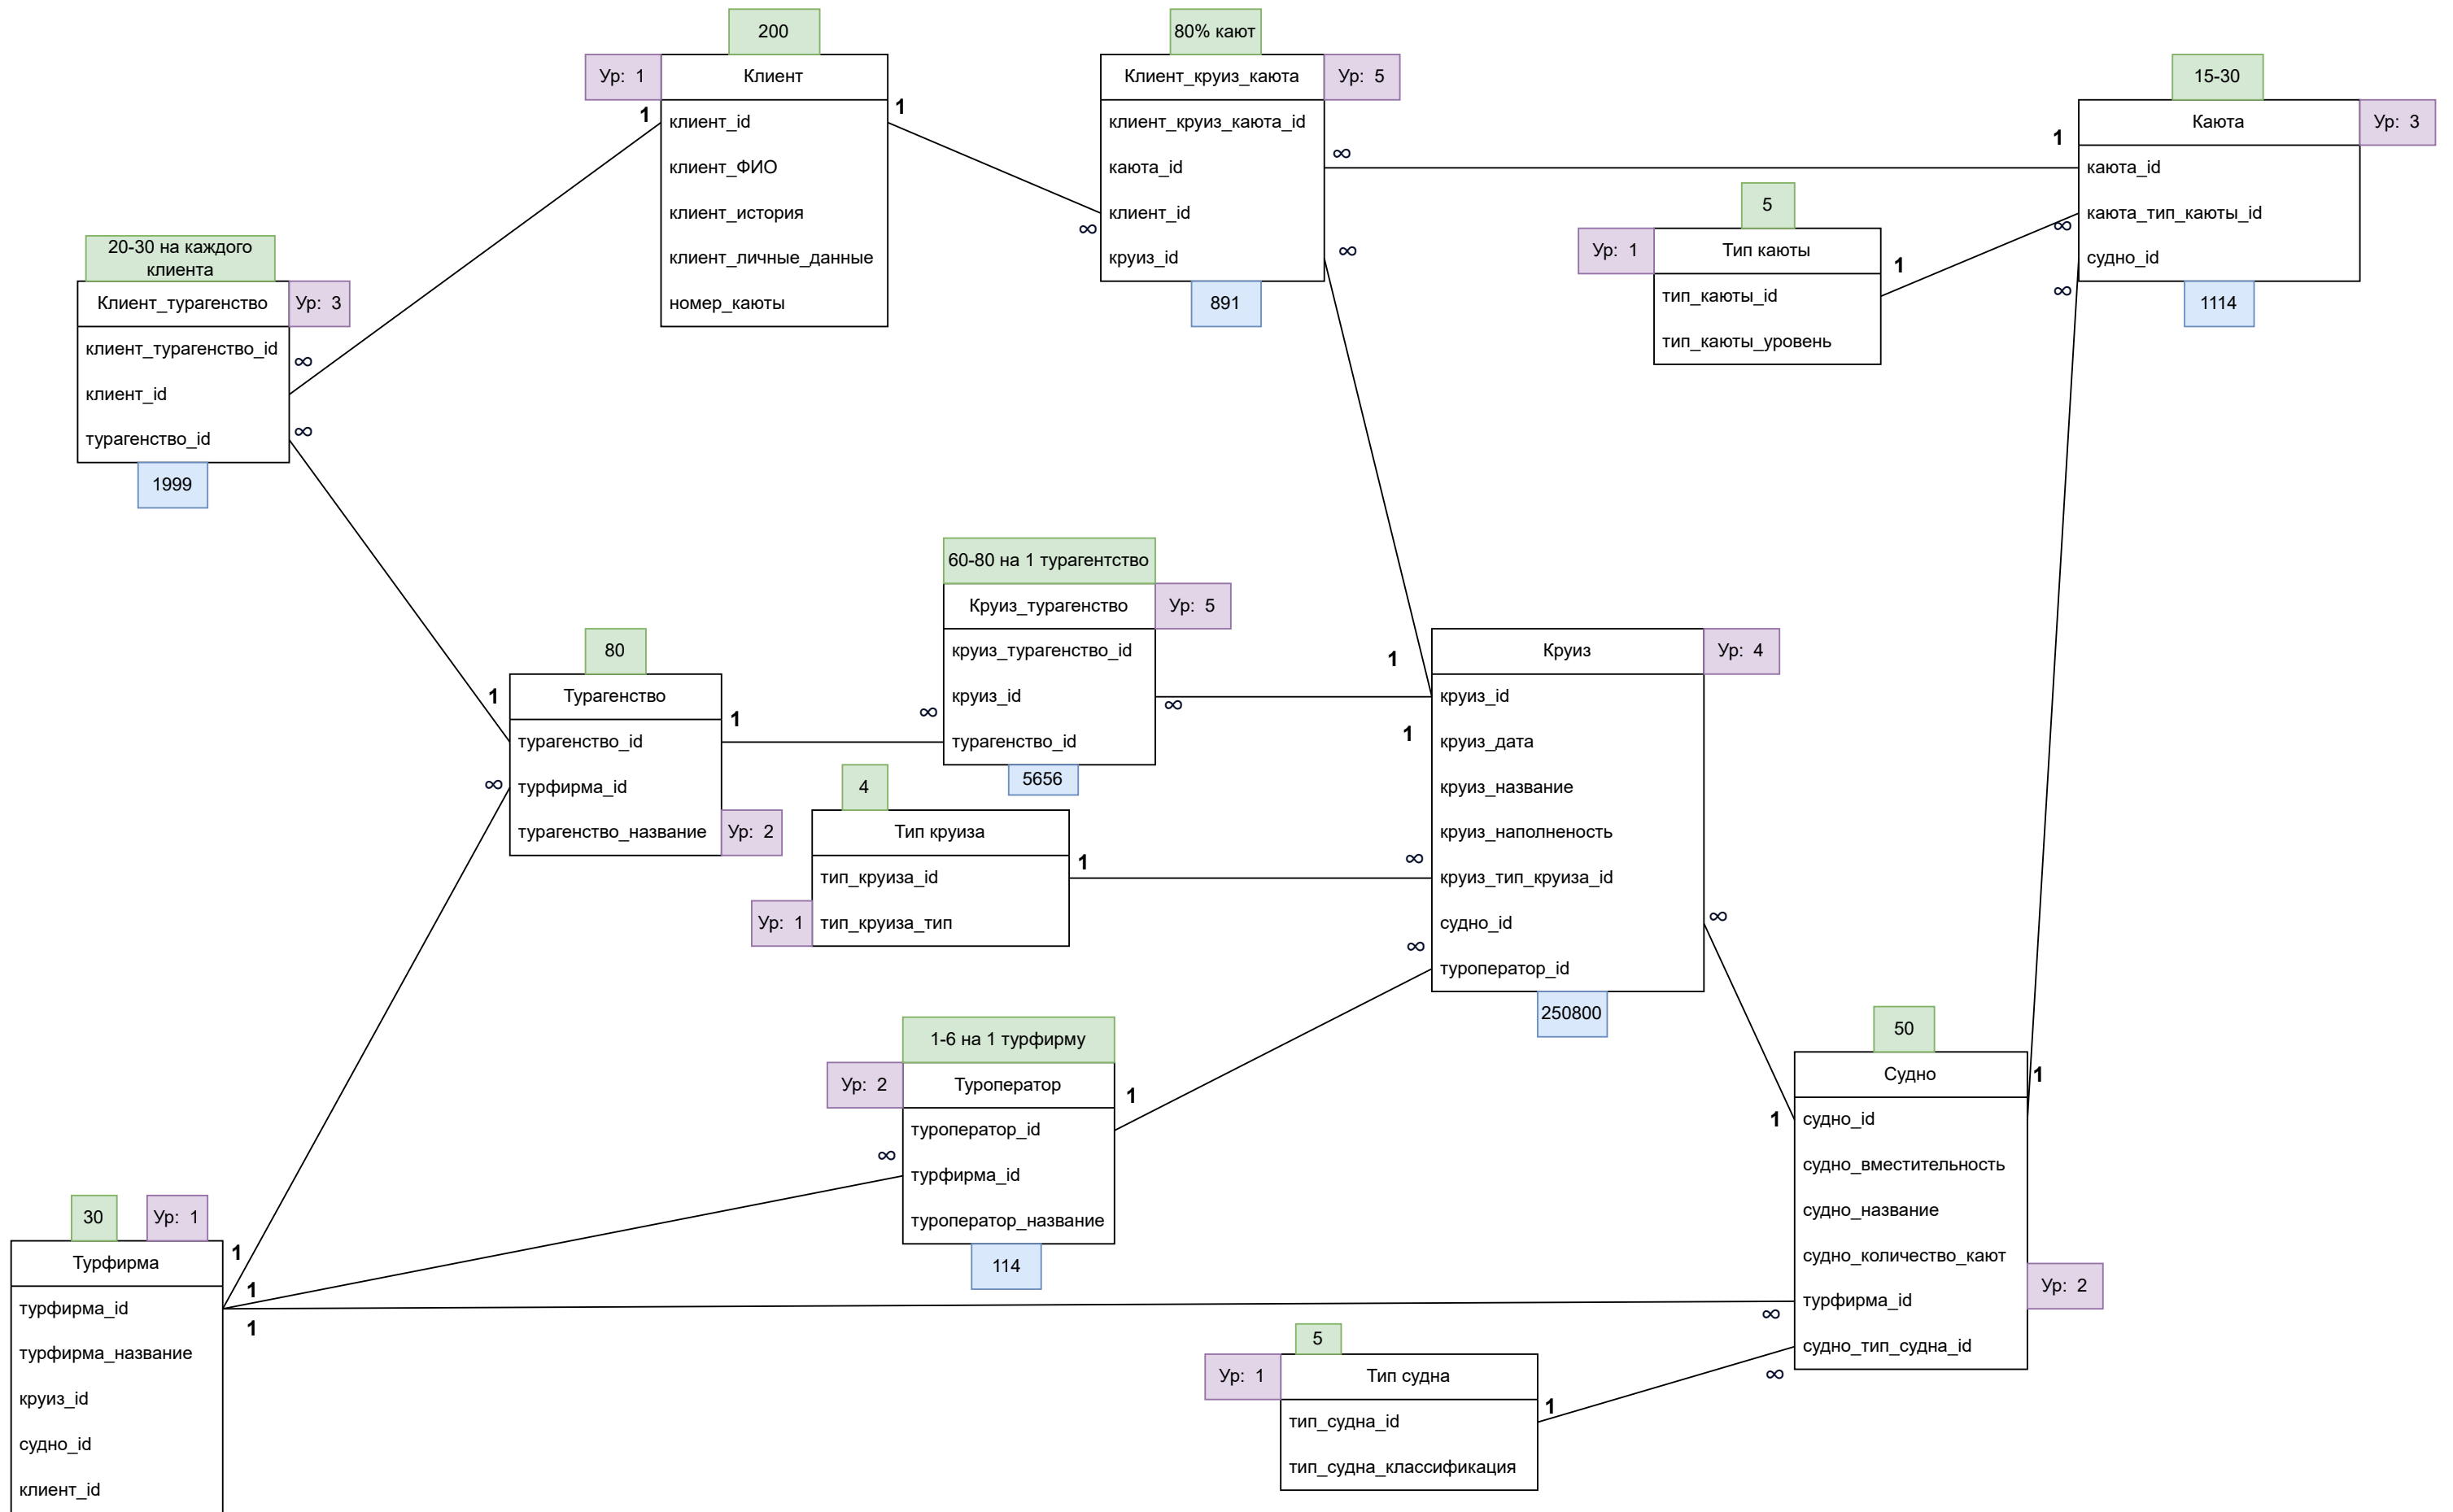 200
Ур: 1
Клиент
1
клиент_id
1
клиент_ФИО
клиент_история
клиент_личные_данные
номер_каюты
80% кают
Клиент_круиз_каюта
Ур: 5
клиент_круиз_каюта_id
каюта_id
∞
клиент_id
∞
круиз_id
∞
891
15-30
Каюта
Ур: 3
1
каюта_id
каюта_тип_каюты_id
∞
судно_id
∞
1114
5
Ур: 1
Тип каюты
1
тип_каюты_id
тип_каюты_уровень
20-30 на каждого
клиента
Клиент_турагенство
Ур: 3
клиент_турагенство_id
∞
клиент_id
∞
турагенство_id
1999
60-80 на 1 турагентство
Круиз_турагенство
Ур: 5
круиз_турагенство_id
круиз_id
∞
∞
турагенство_id
5656
80
Турагенство
1
1
турагенство_id
∞
турфирма_id
турагенство_название
Ур: 2
4
Тип круиза
1
тип_круиза_id
Ур: 1
тип_круиза_тип
Круиз
Ур: 4
1
круиз_id
1
круиз_дата
круиз_название
круиз_наполненость
∞
круиз_тип_круиза_id
судно_id
∞
∞
туроператор_id
250800
1-6 на 1 турфирму
Ур: 2
Туроператор
1
туроператор_id
∞
турфирма_id
туроператор_название
114
50
Судно
1
1
судно_id
судно_вместительность
судно_название
судно_количество_кают
Ур: 2
турфирма_id
∞
судно_тип_судна_id
∞
30
Ур: 1
Турфирма
1
1
турфирма_id
1
турфирма_название
круиз_id
судно_id
клиент_id
5
Ур: 1
Тип судна
1
тип_судна_id
тип_судна_классификация